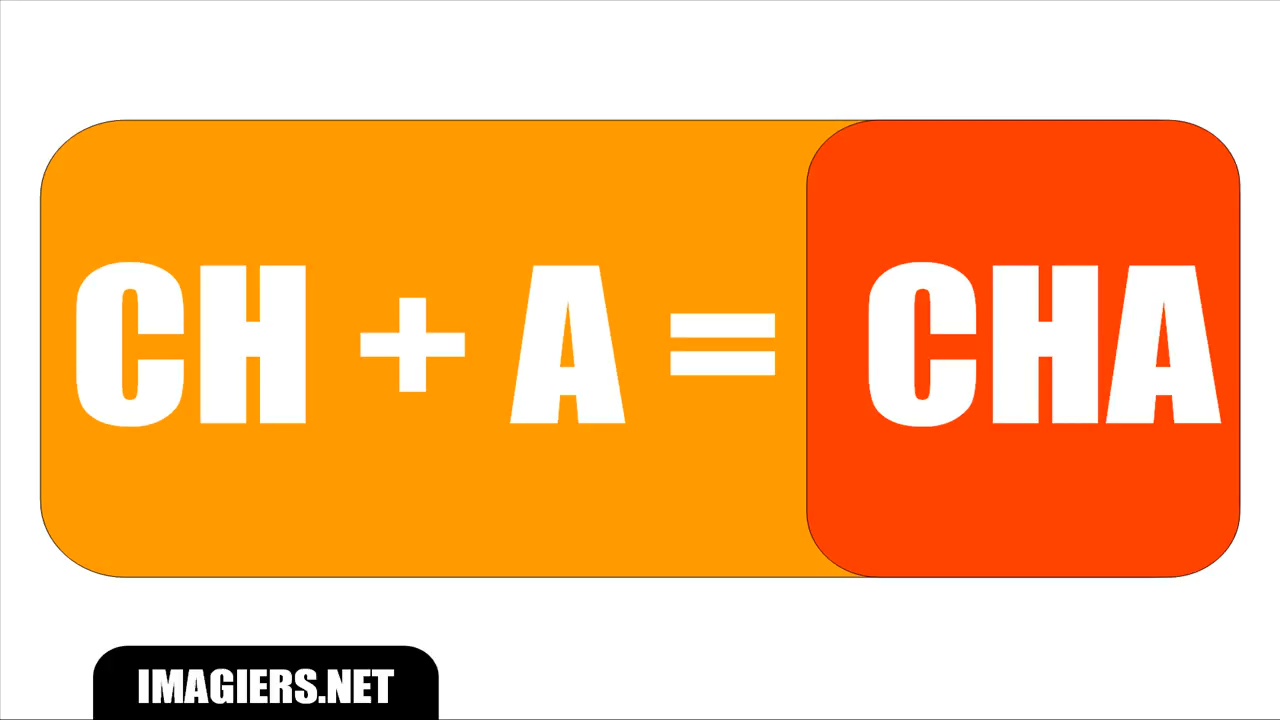 CH + A = CHA
IMAGIERS.NET